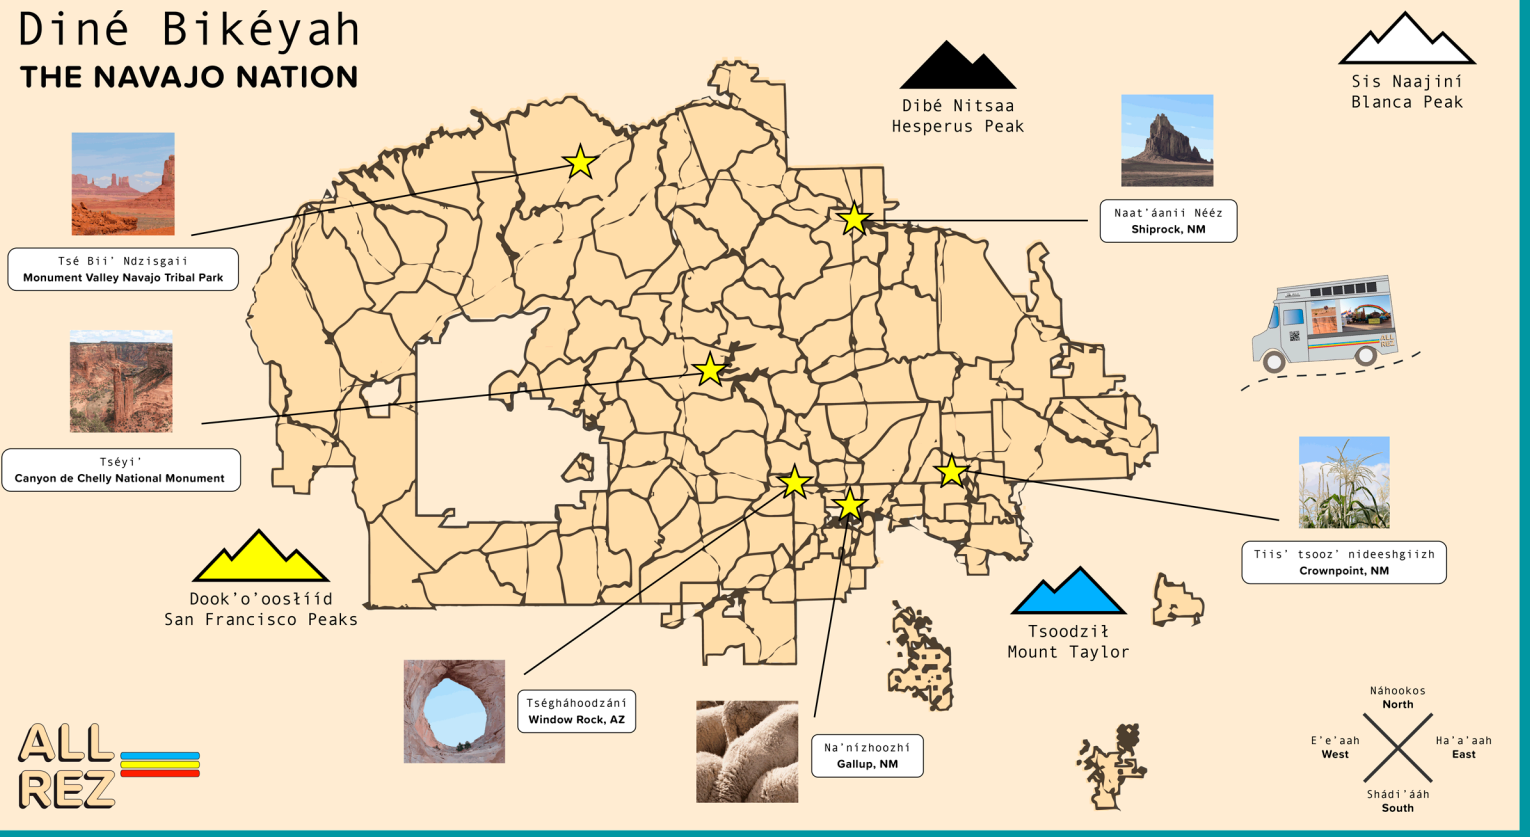 Diné Bikéyah
THE NAVAJO NATION
Dibé Nitsaa
Hesperus Peak
Sis Naajiní
Blanca Peak
Tsé Bii' Ndzisgaii
Monument Valley Navajo Tribal Park
Naat'áanii Nééz
Shiprock, NM
Tséyi'
Canyon de Chelly National Monument
ALL
REZ
Tiis' tsooz' nideeshgiizh
Crownpoint, NM
Dook'o'oosłííd
San Francisco Peaks
Tsoodził
Mount Taylor
Tségháhoodzání
Window Rock, AZ
Na'nízhoozhí
Gallup, NM
ALL
REZ
Náhookos
North
E'e'aah
West
Ha'a'aah
East
Shádi'ááh
South